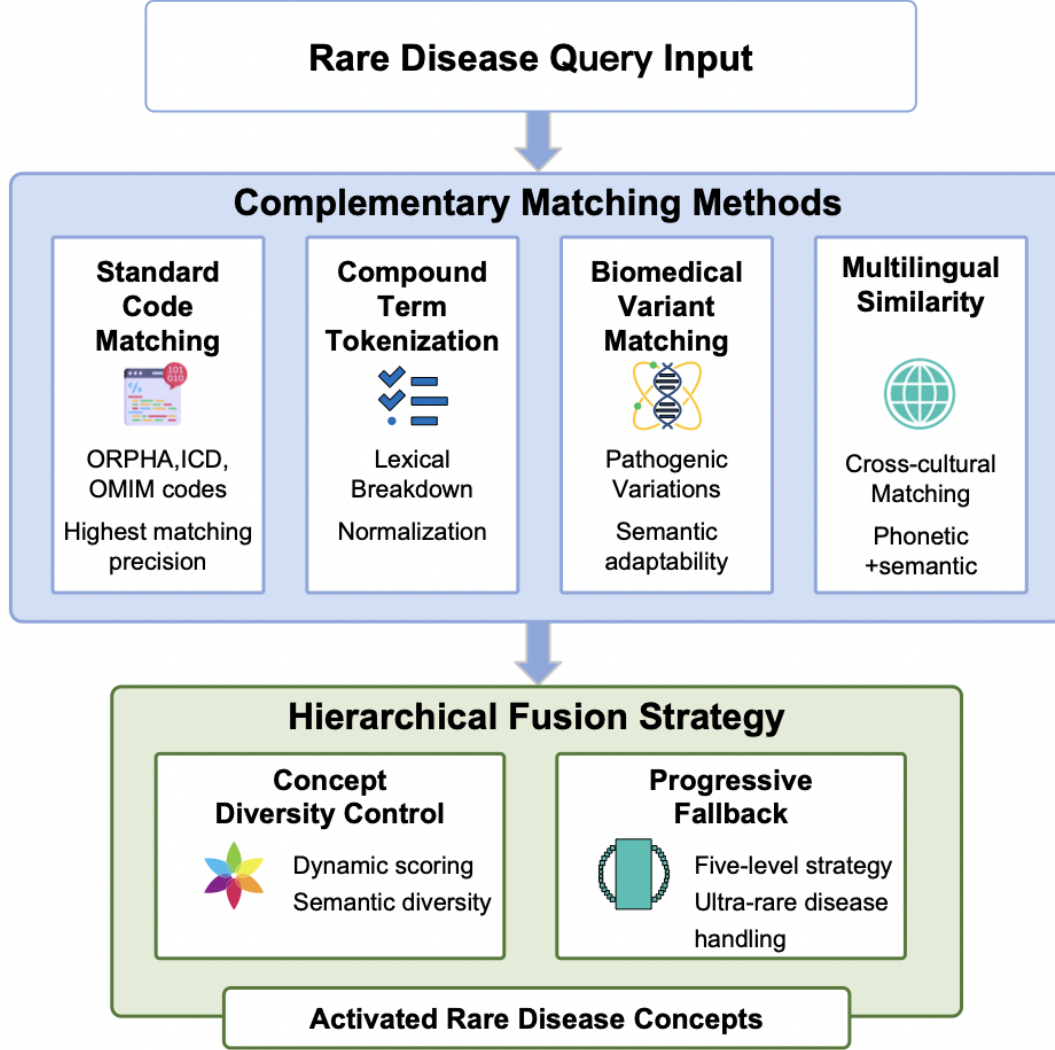 Rare Disease Query Input
Complementary Matching Methods
Standard
Code
Matching
101
010
</>
ORPHA,ICD,
OMIM codes
Highest matching
precision
Compound
Term
Tokenization
Lexical
Breakdown
Normalization
Biomedical
Variant
Matching
Pathogenic
Variations
Semantic
adaptability
Multilingual
Similarity
Cross-cultural
Matching
Phonetic
+semantic
Hierarchical Fusion Strategy
Concept
Diversity Control
Dynamic scoring
Semantic diversity
Progressive
Fallback
Five-level strategy
Ultra-rare disease
handling
Activated Rare Disease Concepts